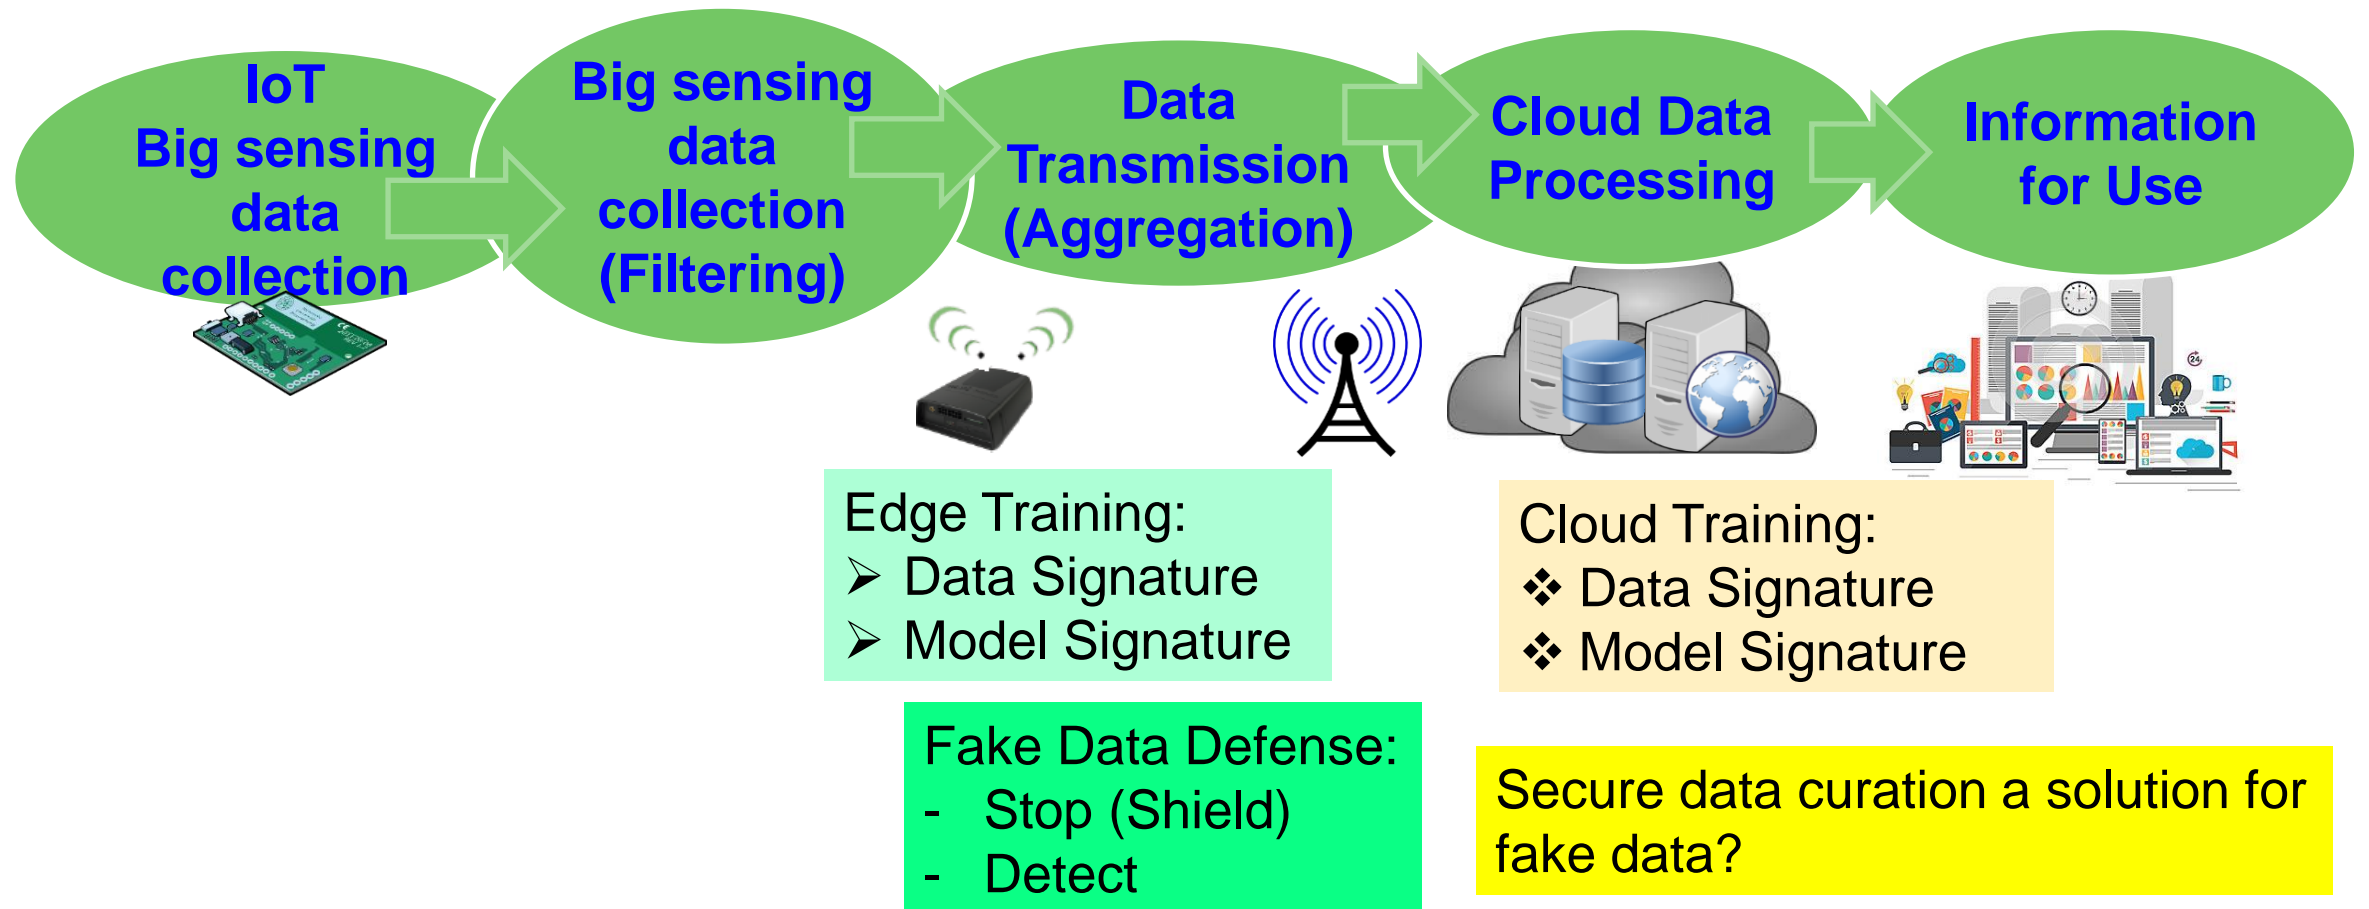 IoT
Big sensing
data
collection
Big sensing
data
collection
(Filtering)
Data
Transmission
(Aggregation)
Cloud Data
Processing
Information
for Use
24
Edge Training:
➢ Data Signature
➢ Model Signature
Cloud Training:
❖ Data Signature
❖ Model Signature
Fake Data Defense:
- Stop (Shield)
- Detect
Secure data curation a solution for
fake data?